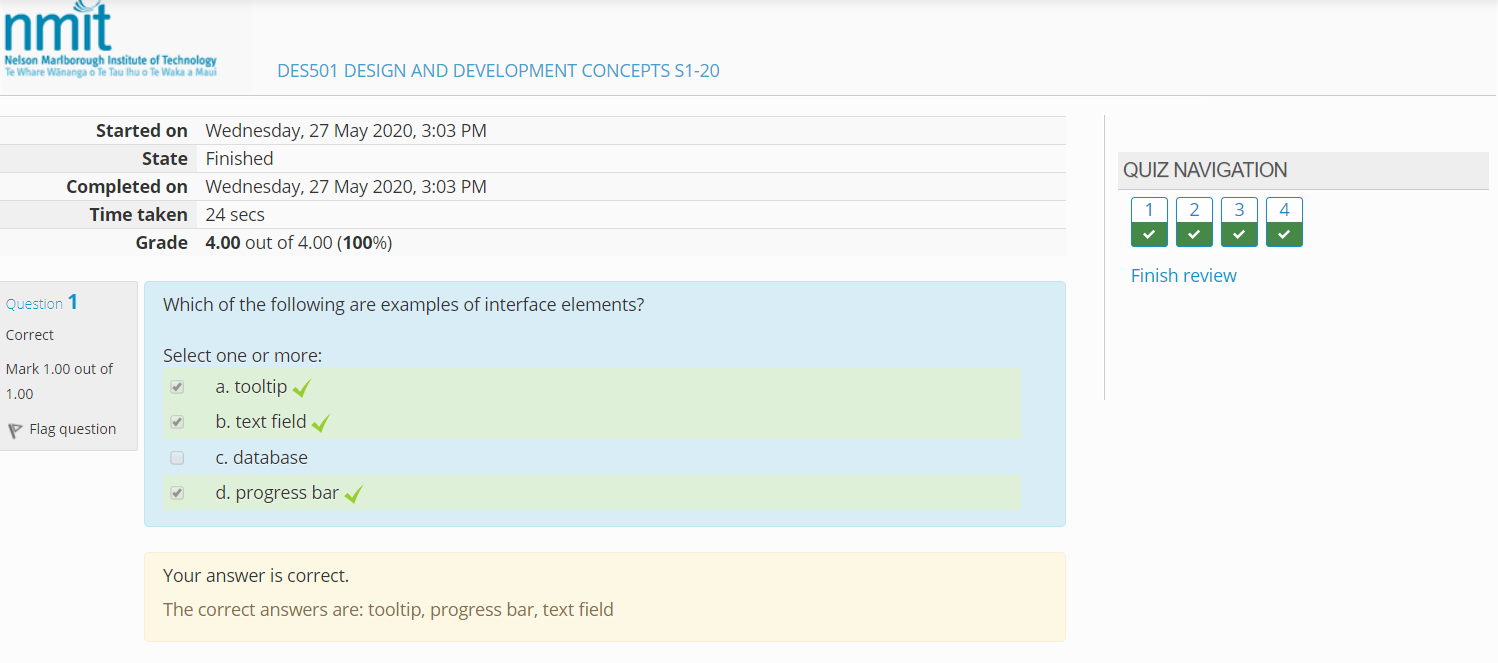 nmit
Nelson Marlborough Institute of Technology
Te Whare Wānanga o Te Tau Ihu o Te Waka a Maui
DES501 DESIGN AND DEVELOPMENT CONCEPTS S1-20
Started on Wednesday, 27 May 2020, 3:03 PM
State Finished
Completed on Wednesday, 27 May 2020, 3:03 PM
Time taken 24 secs
Grade 4.00 out of 4.00 (100%)
QUIZ NAVIGATION
1 2 3 4
Finish review
Question 1
Correct
Mark 1.00 out of
1.00
Flag question
Which of the following are examples of interface elements?
Select one or more:
a. tooltip
b. text field
c. database
d. progress bar
Your answer is correct.
The correct answers are: tooltip, progress bar, text field